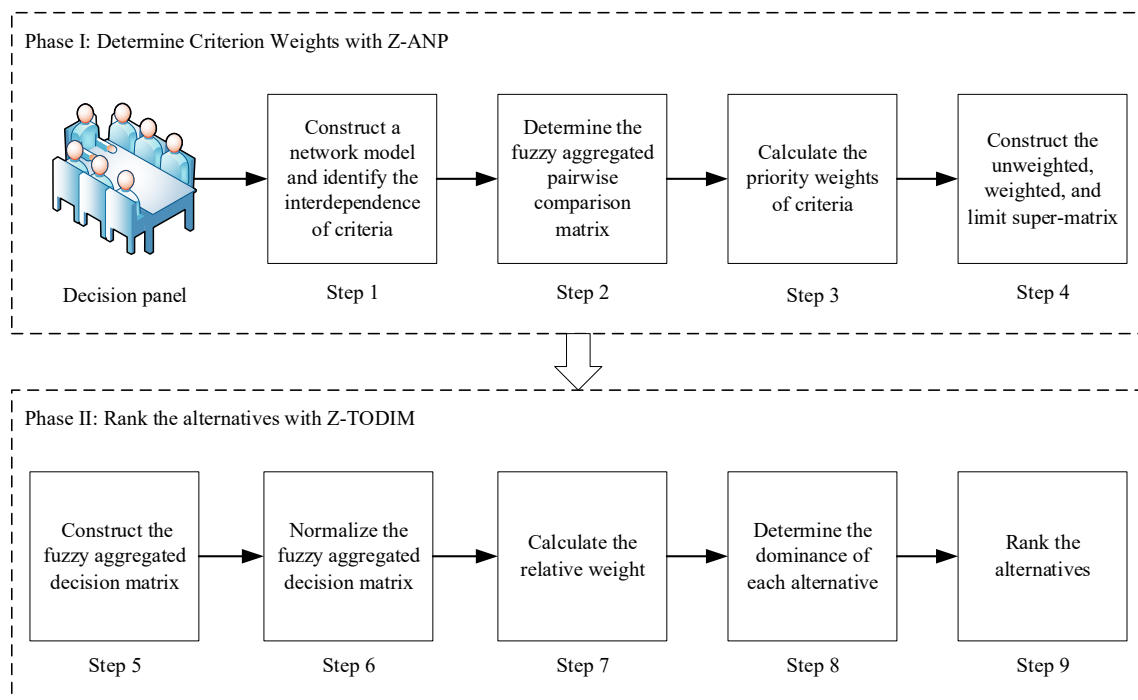 Phase I: Determine Criterion Weights with Z-ANP
Construct a
network model
and identify the
interdependence
of criteria
Determine the
fuzzy aggregated
pairwise
comparison
matrix
Calculate the
priority weights
of criteria
Construct the
unweighted,
weighted, and
limit super-matrix
Decision panel
Step 1
Step 2
Step 3
Step 4
Phase II: Rank the alternatives with Z-TODIM
Construct the
fuzzy aggregated
decision matrix
Normalize the
fuzzy aggregated
decision matrix
Calculate the
relative weight
Determine the
dominance of
each alternative
Rank the
alternatives
Step 5
Step 6
Step 7
Step 8
Step 9